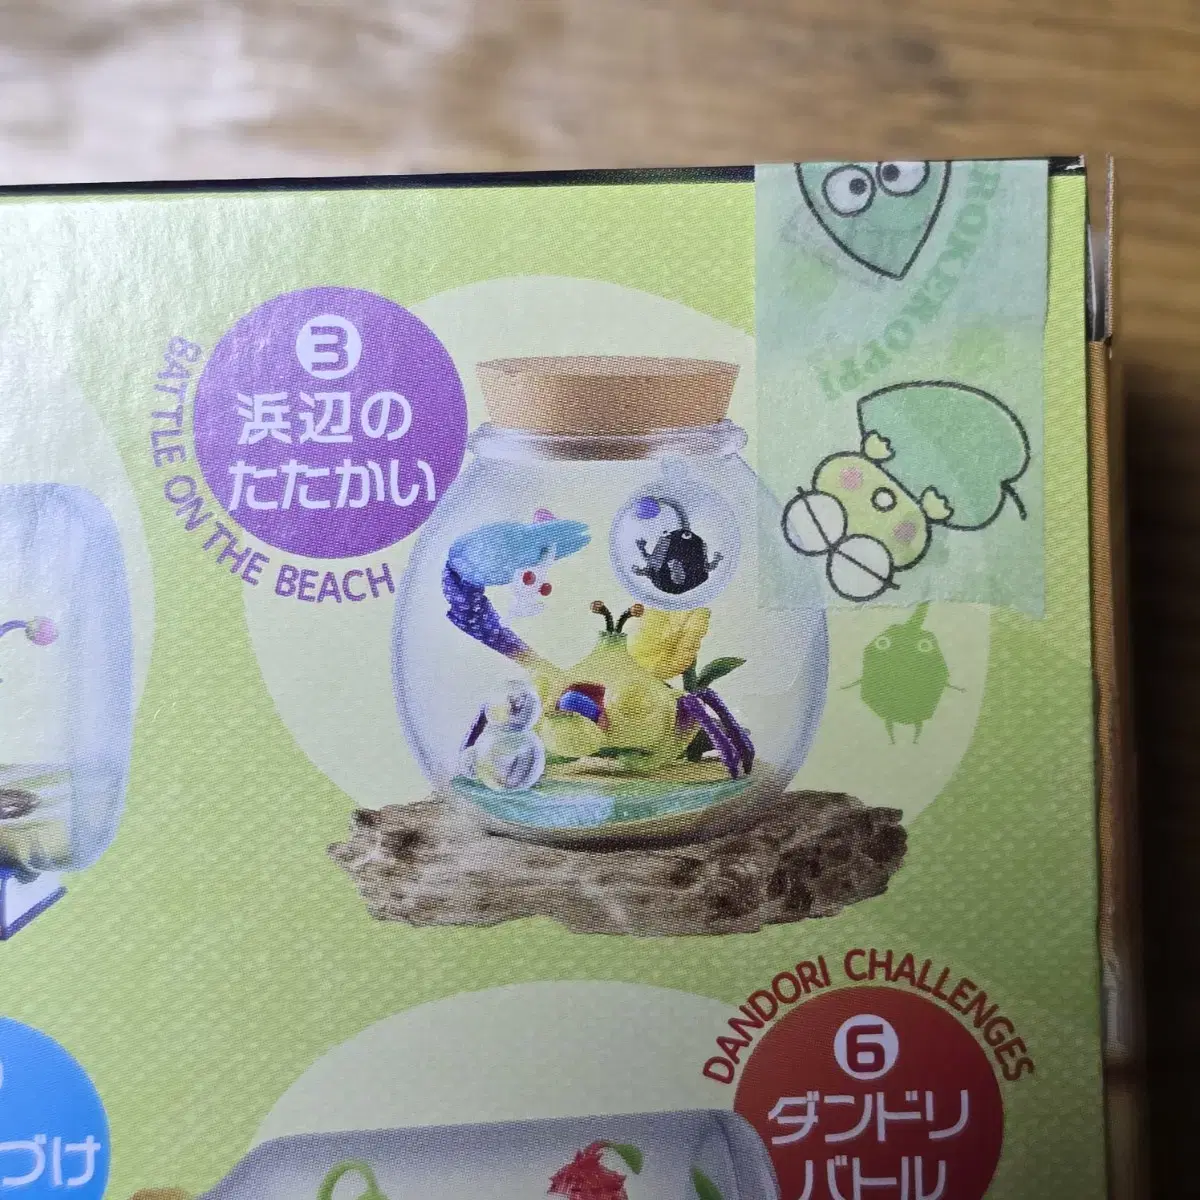 3
浜辺の
たたかい
BATTLE ON THE BEACH
KEROKEROKEROPPI
DANDORI CHALLENGES
6
ダンドリ
バトル
づけ